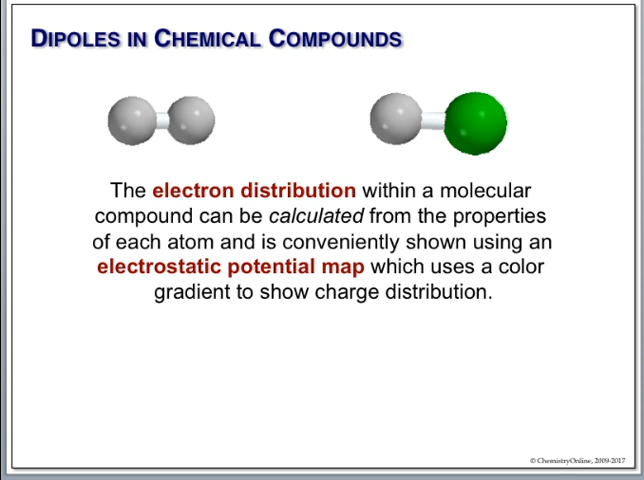 DIPOLES IN CHEMICAL COMPOUNDS
The electron distribution within a molecular
compound can be calculated from the properties
of each atom and is conveniently shown using an
electrostatic potential map which uses a color
gradient to show charge distribution.
© ChemistryOnline, 2009-2017